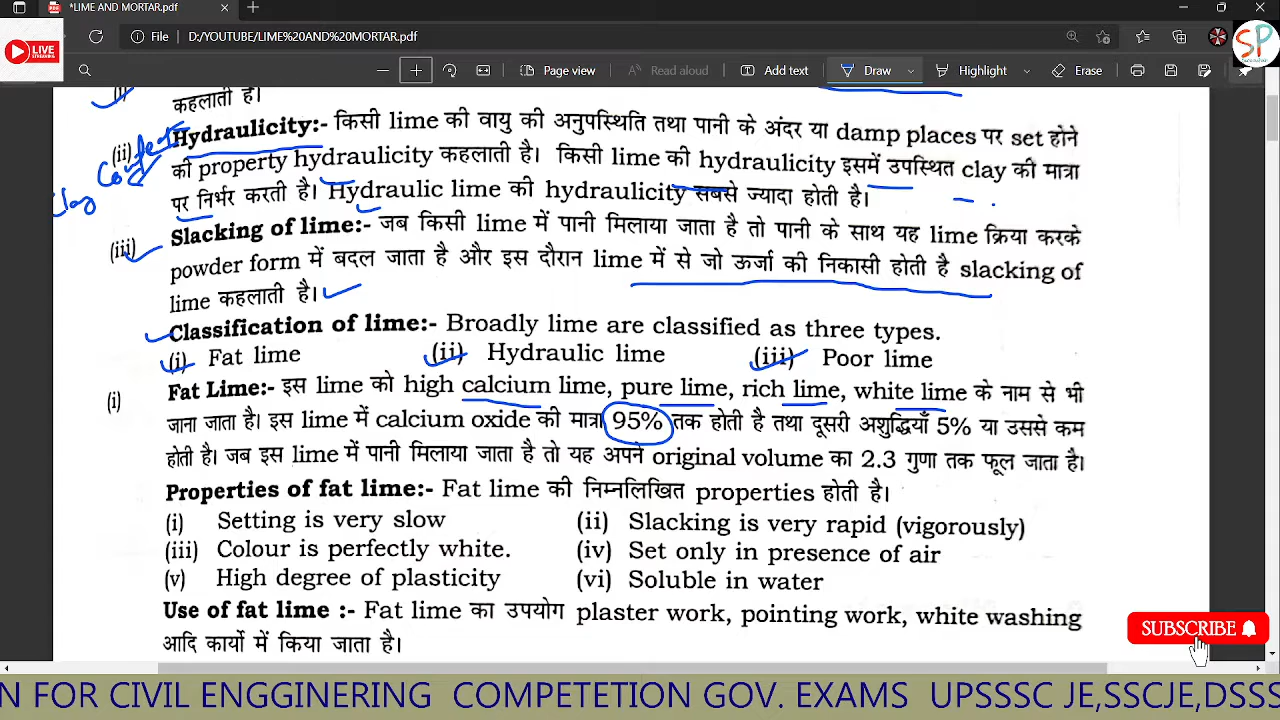 *LIME AND MORTAR.pdf
LIVE
File D:/YOUTUBE/LIME%20AND%20MORTAR.pdf
SP
Page view Read aloud Add text Draw Highlight Erase
(i) कहलाती है।
(ii) Hydraulicity:- किसी lime की वायु की अनुपस्थिति तथा पानी के अंदर या damp places पर set होने
की property hydraulicity कहलाती है। किसी lime की hydraulicity इसमें उपस्थित clay की मात्रा
पर निर्भर करती है। Hydraulic lime की hydraulicity सबसे ज्यादा होती है।
Clay
(iii) Slacking of lime:- जब किसी lime में पानी मिलाया जाता है तो पानी के साथ यह lime क्रिया करके
powder form में बदल जाता है और इस दौरान lime में से जो ऊर्जा की निकासी होती है slacking of
lime कहलाती है।
Classification of lime:- Broadly lime are classified as three types.
(i) Fat lime (ii) Hydraulic lime (iii) Poor lime
(i) Fat Lime:- इस lime को high calcium lime, pure lime, rich lime, white lime के नाम से भी
जाना जाता है। इस lime में calcium oxide की मात्रा 95% तक होती है तथा दूसरी अशुद्धियाँ 5% या उससे कम
होती है। जब इस lime में पानी मिलाया जाता है तो यह अपने original volume का 2.3 गुणा तक फूल जाता है।
Properties of fat lime:- Fat lime की निम्नलिखित properties होती है।
(i) Setting is very slow (ii) Slacking is very rapid (vigorously)
(iii) Colour is perfectly white. (iv) Set only in presence of air
(v) High degree of plasticity (vi) Soluble in water
Use of fat lime :- Fat lime का उपयोग plaster work, pointing work, white washing
आदि कार्यो में किया जाता है।
SUBSCRIBE
N FOR CIVIL ENGGINERING COMPETETION GOV. EXAMS UPSSSC JE,SSCJE,DSSS